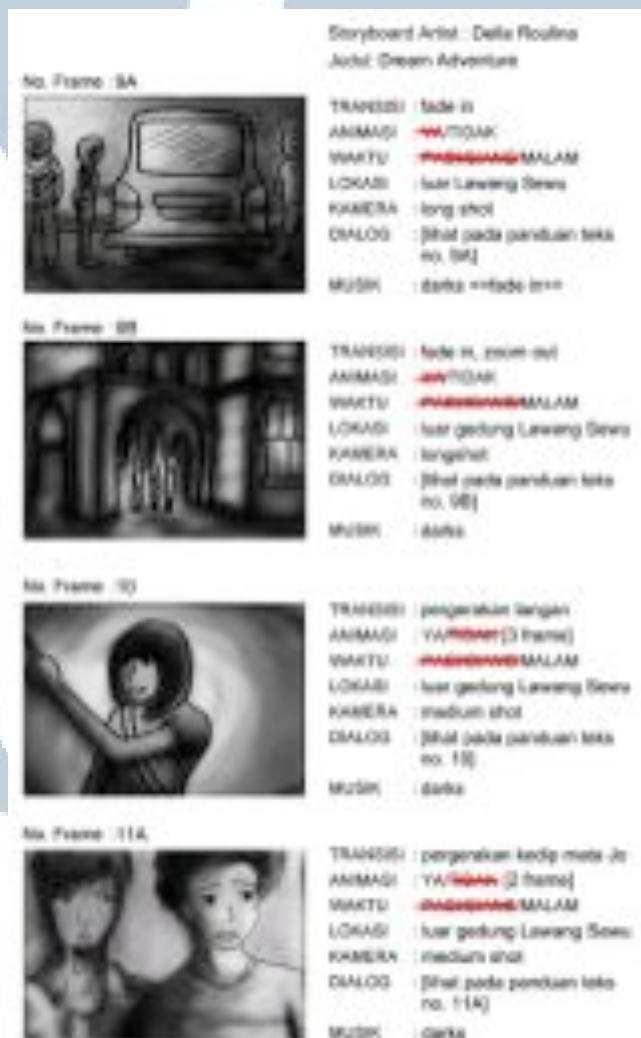 Storyboard Artist : Delia Roulina
Judul: Dream Adventure
No. Frame : 9A
TRANSISI : fade in
ANIMASI : YA/TIDAK
WAKTU : MALAM
LOKASI : luar Lawang Sewu
KAMERA : long shot
DIALOG : [lihat pada panduan teks
no. 9A]
MUSIK : darks ==fade in==
No. Frame : 9B
TRANSISI : fade in, zoom out
ANIMASI : YA/TIDAK
WAKTU : MALAM
LOKASI : luar gedung Lawang Sewu
KAMERA : longshot
DIALOG : [lihat pada panduan teks
no. 9B]
MUSIK : darks
No. Frame : 10
TRANSISI : pergerakan tangan
ANIMASI : YA/TIDAK [3 frame]
WAKTU : MALAM
LOKASI : luar gedung Lawang Sewu
KAMERA : medium shot
DIALOG : [lihat pada panduan teks
no. 10]
MUSIK : darks
No. Frame : 11A
TRANSISI : pergerakan kedip mata Jo
ANIMASI : YA/TIDAK [2 frame]
WAKTU : MALAM
LOKASI : luar gedung Lawang Sewu
KAMERA : medium shot
DIALOG : [lihat pada panduan teks
no. 11A]
MUSIK : darks